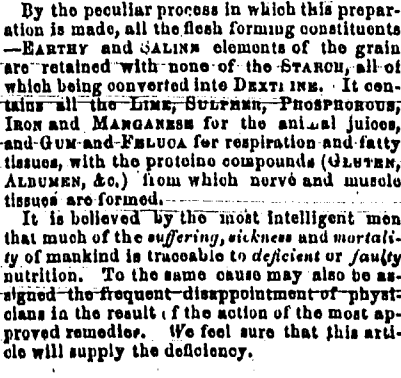 By the peculiar process in which this prepar-
ation is made, all the flesh forming constituents
—EARTHY and SALINE elements of the grain
are retained with none of the STARCH, all of
which being converted into DEXTRINE. It con-
tains all the LIME, SULPHUR, PHOSPHOROUS,
IRON and MANGANESE for the animal juices,
and GUM and FELUCA for respiration and fatty
tissues, with the proteine compounds (GLUTEN,
ALBUMEN, &c.) from which nerve and muscle
tissues are formed.
It is believed by the most intelligent men
that much of the suffering, sickness and mortali-
ty of mankind is traceable to deficient or faulty
nutrition. To the same cause may also be as-
signed the frequent disappointment of physi-
cians in the result of the action of the most ap-
proved remedies. We feel sure that this arti-
cle will supply the deficiency.